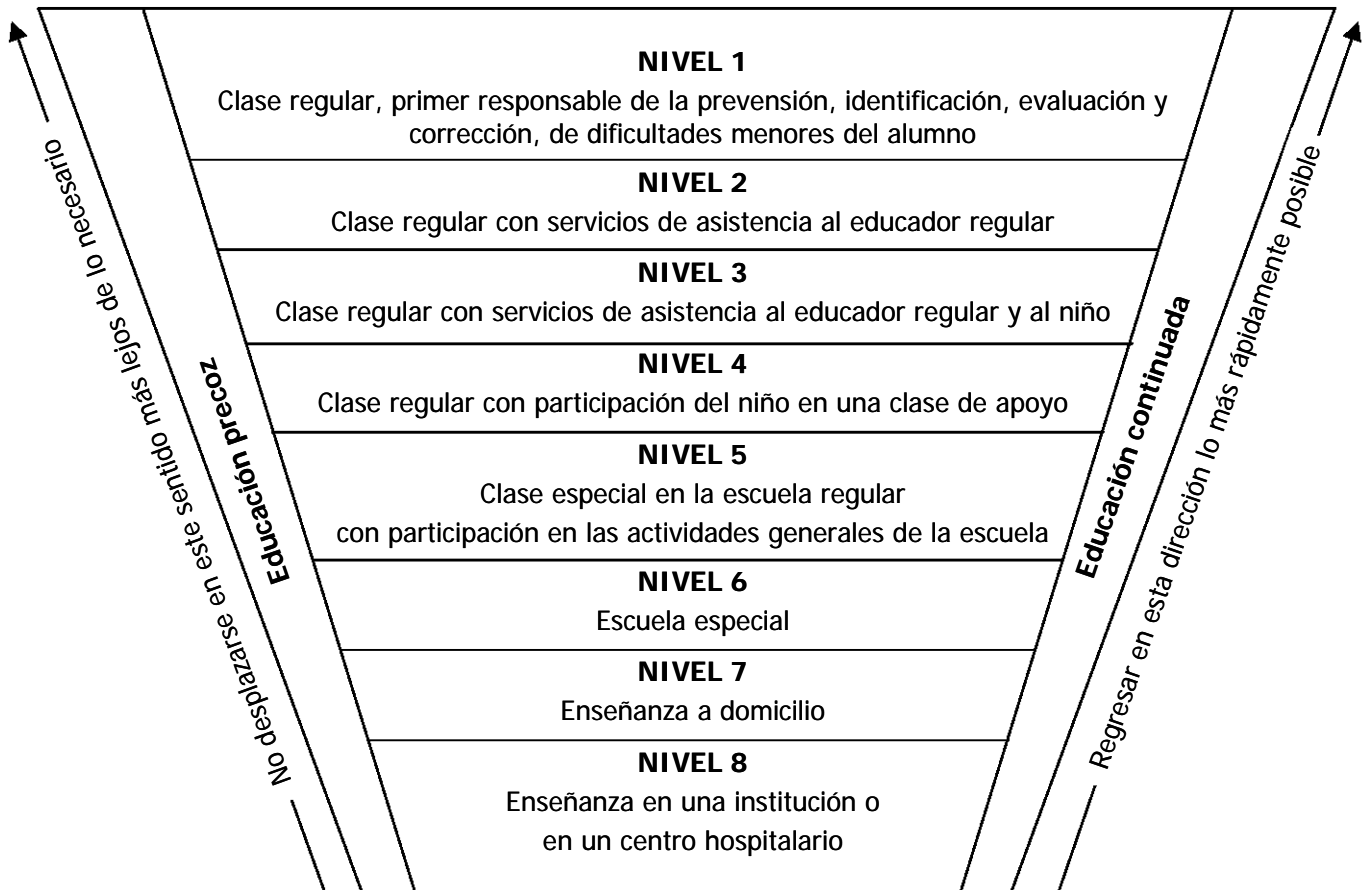 NIVEL 1
Clase regular, primer responsable de la prevención, identificación, evaluación y
corrección, de dificultades menores del alumno
NIVEL 2
Clase regular con servicios de asistencia al educador regular
NIVEL 3
Clase regular con servicios de asistencia al educador regular y al niño
NIVEL 4
Clase regular con participación del niño en una clase de apoyo
NIVEL 5
Clase especial en la escuela regular
con participación en las actividades generales de la escuela
NIVEL 6
Escuela especial
NIVEL 7
Enseñanza a domicilio
NIVEL 8
Enseñanza en una institución o
en un centro hospitalario
No desplazarse en este sentido más lejos de lo necesario
Educación precoz
Educación continuada
Regresar en esta dirección lo más rápidamente posible